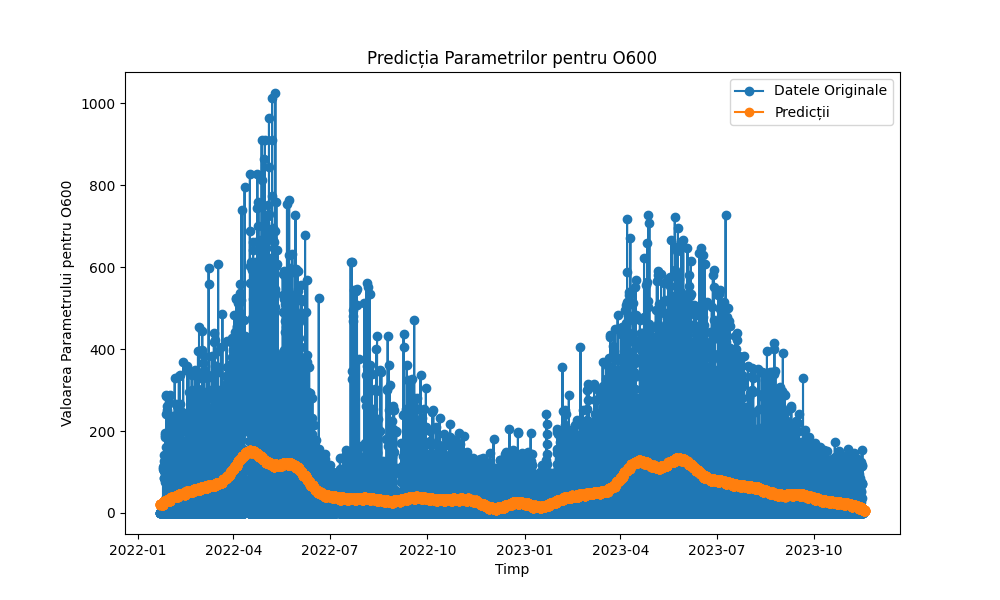 Predicția Parametrilor pentru O600
Datele Originale
Predicții
Valoarea Parametrului pentru O600
1000
800
600
400
200
0
2022-01 2022-04 2022-07 2022-10 2023-01 2023-04 2023-07 2023-10
Timp